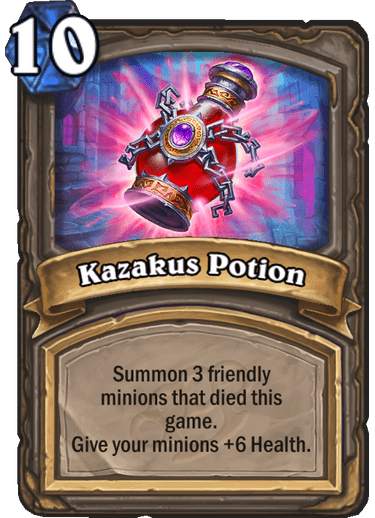 10
Kazakus Potion
Summon 3 friendly
minions that died this
game.
Give your minions +6 Health.